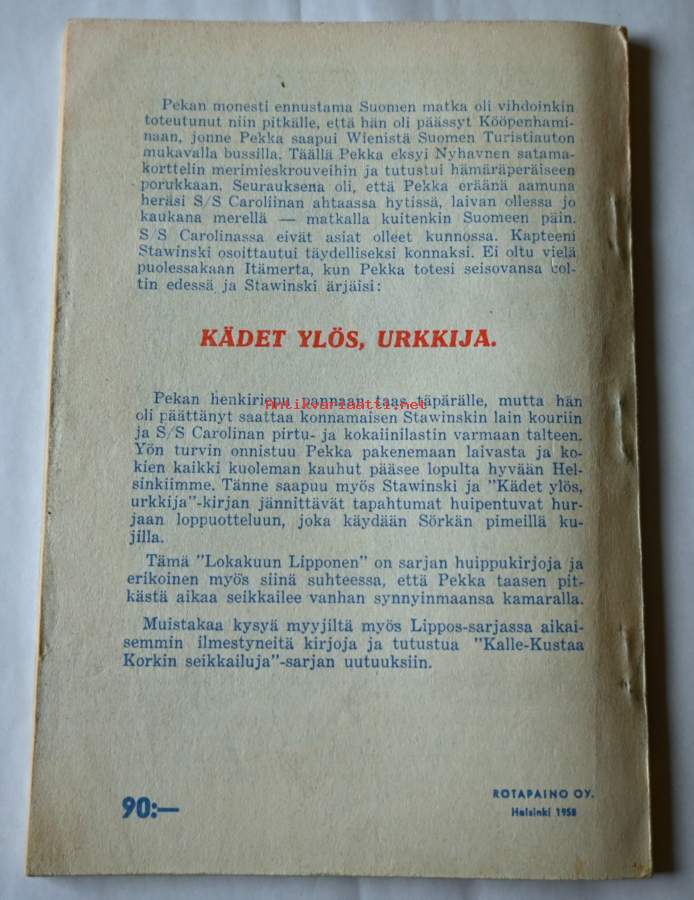 Pekan monesti ennustama Suomen matka oli vihdoinkin
toteutunut niin pitkälle, että hän oli päässyt Kööpenhami-
naan, jonne Pekka saapui Wienistä Suomen Turistiauton
mukavalla bussilla. Täällä Pekka eksyi Nyhavnen satama-
korttelin merimieskrouveihin ja tutustui hämäräperäiseen
porukkaan. Seurauksena oli, että Pekka eräänä aamuna
heräsi S/S Caroliinan ahtaassa hytissä, laivan ollessa jo
kaukana merellä — matkalla kuitenkin Suomeen päin.
S/S Carolinassa eivät asiat olleet kunnossa. Kapteeni
Stawinski osoittautui täydelliseksi konnaksi. Ei oltu vielä
puolessakaan Itämerta, kun Pekka totesi seisovansa col-
tin edessä ja Stawinski ärjäisi:
KÄDET YLÖS, URKKIJA.
Pekan henkiriepu pannaan taas täpärälle, mutta hän
Antikvariaatti.net
oli päättänyt saattaa konnamaisen Stawinskin lain kouriin
ja S/S Carolinan pirtu- ja kokaiinilastin varmaan talteen.
Yön turvin onnistuu Pekka pakenemaan laivasta ja ko-
kien kaikki kuoleman kauhut pääsee lopulta hyvään Hel-
sinkiimme. Tänne saapuu myös Stawinski ja "Kädet ylös,
urkkija"-kirjan jännittävät tapahtumat huipentuvat hur-
jaan loppuotteluun, joka käydään Sörkän pimeillä ku-
jilla.
Tämä "Lokakuun Lipponen" on sarjan huippukirjoja ja
erikoinen myös siinä suhteessa, että Pekka taasen pit-
kästä aikaa seikkailee vanhan synnyinmaansa kamaralla.
Muistakaa kysyä myyjiltä myös Lippos-sarjassa aikai-
semmin ilmestyneitä kirjoja ja tutustua "Kalle-Kustaa
Korkin seikkailuja"-sarjan uutuuksiin.
90:—
ROTAPAINO OY.
Helsinki 1958